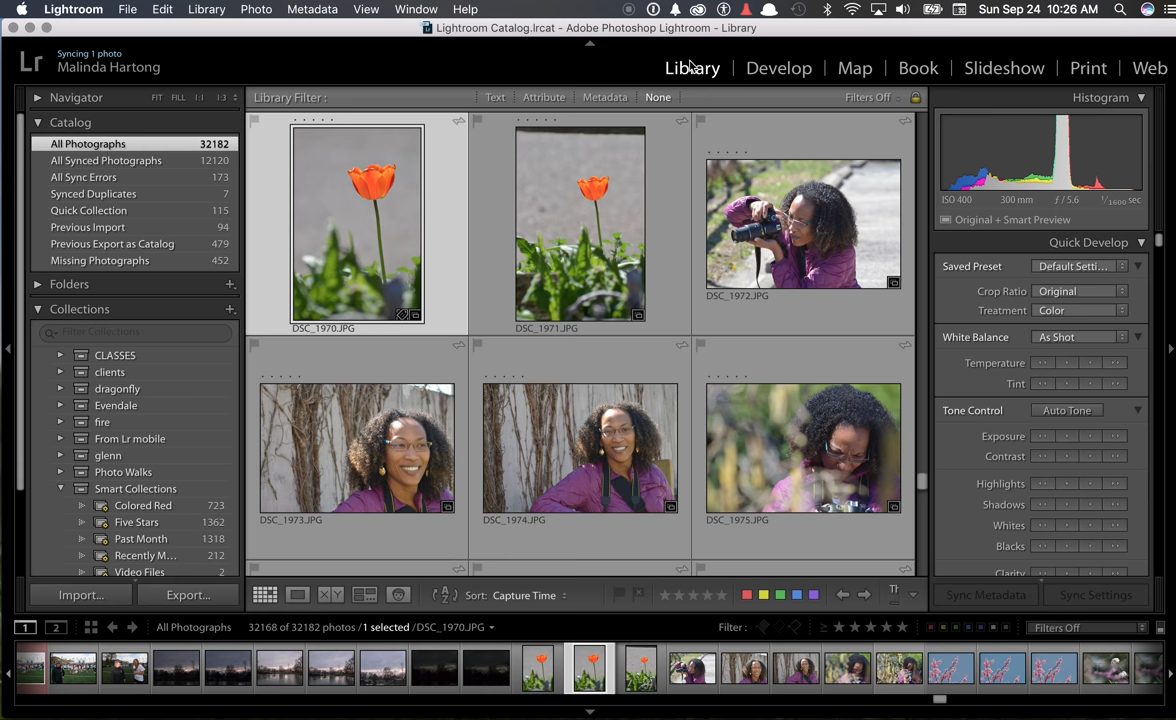 Lightroom File Edit Library Photo Metadata View Window Help Sun Sep 24 10:26 AM
Lightroom Catalog.lrcat - Adobe Photoshop Lightroom - Library
Lr Syncing 1 photo
Malinda Hartong
Library | Develop | Map | Book | Slideshow | Print | Web
Navigator FIT FILL 1:1 1:3
Catalog
All Photographs 32182
All Synced Photographs 12120
All Sync Errors 173
Synced Duplicates 7
Quick Collection 115
Previous Import 94
Previous Export as Catalog 479
Missing Photographs 452
Folders
Collections
Filter Collections
CLASSES
clients
dragonfly
Evendale
fire
From Lr mobile
glenn
Photo Walks
Smart Collections
Colored Red 723
Five Stars 1362
Past Month 1318
Recently M... 212
Video Files 2
Import... Export...
Library Filter : Text | Attribute | Metadata | None Filters Off
DSC_1970.JPG
DSC_1971.JPG
DSC_1972.JPG
DSC_1973.JPG
DSC_1974.JPG
DSC_1975.JPG
XY Sort: Capture Time Th
Histogram
ISO 400 300 mm ƒ / 5.6 1/1600 sec
Original + Smart Preview
Quick Develop
Saved Preset Default Setti...
Crop Ratio Original
Treatment Color
White Balance As Shot
Temperature
Tint
Tone Control Auto Tone
Exposure
Contrast
Highlights
Shadows
Whites
Blacks
Clarity
Sync Metadata Sync Settings
1 2 All Photographs 32168 of 32182 photos / 1 selected / DSC_1970.JPG Filter : Filters Off